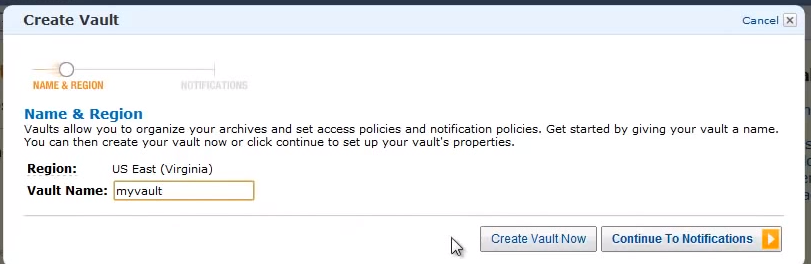 Create Vault
Cancel
NAME & REGION
NOTIFICATIONS
Name & Region
Vaults allow you to organize your archives and set access policies and notification policies. Get started by giving your vault a name.
You can then create your vault now or click continue to set up your vault's properties.
Region: US East (Virginia)
Vault Name: myvault
Create Vault Now
Continue To Notifications